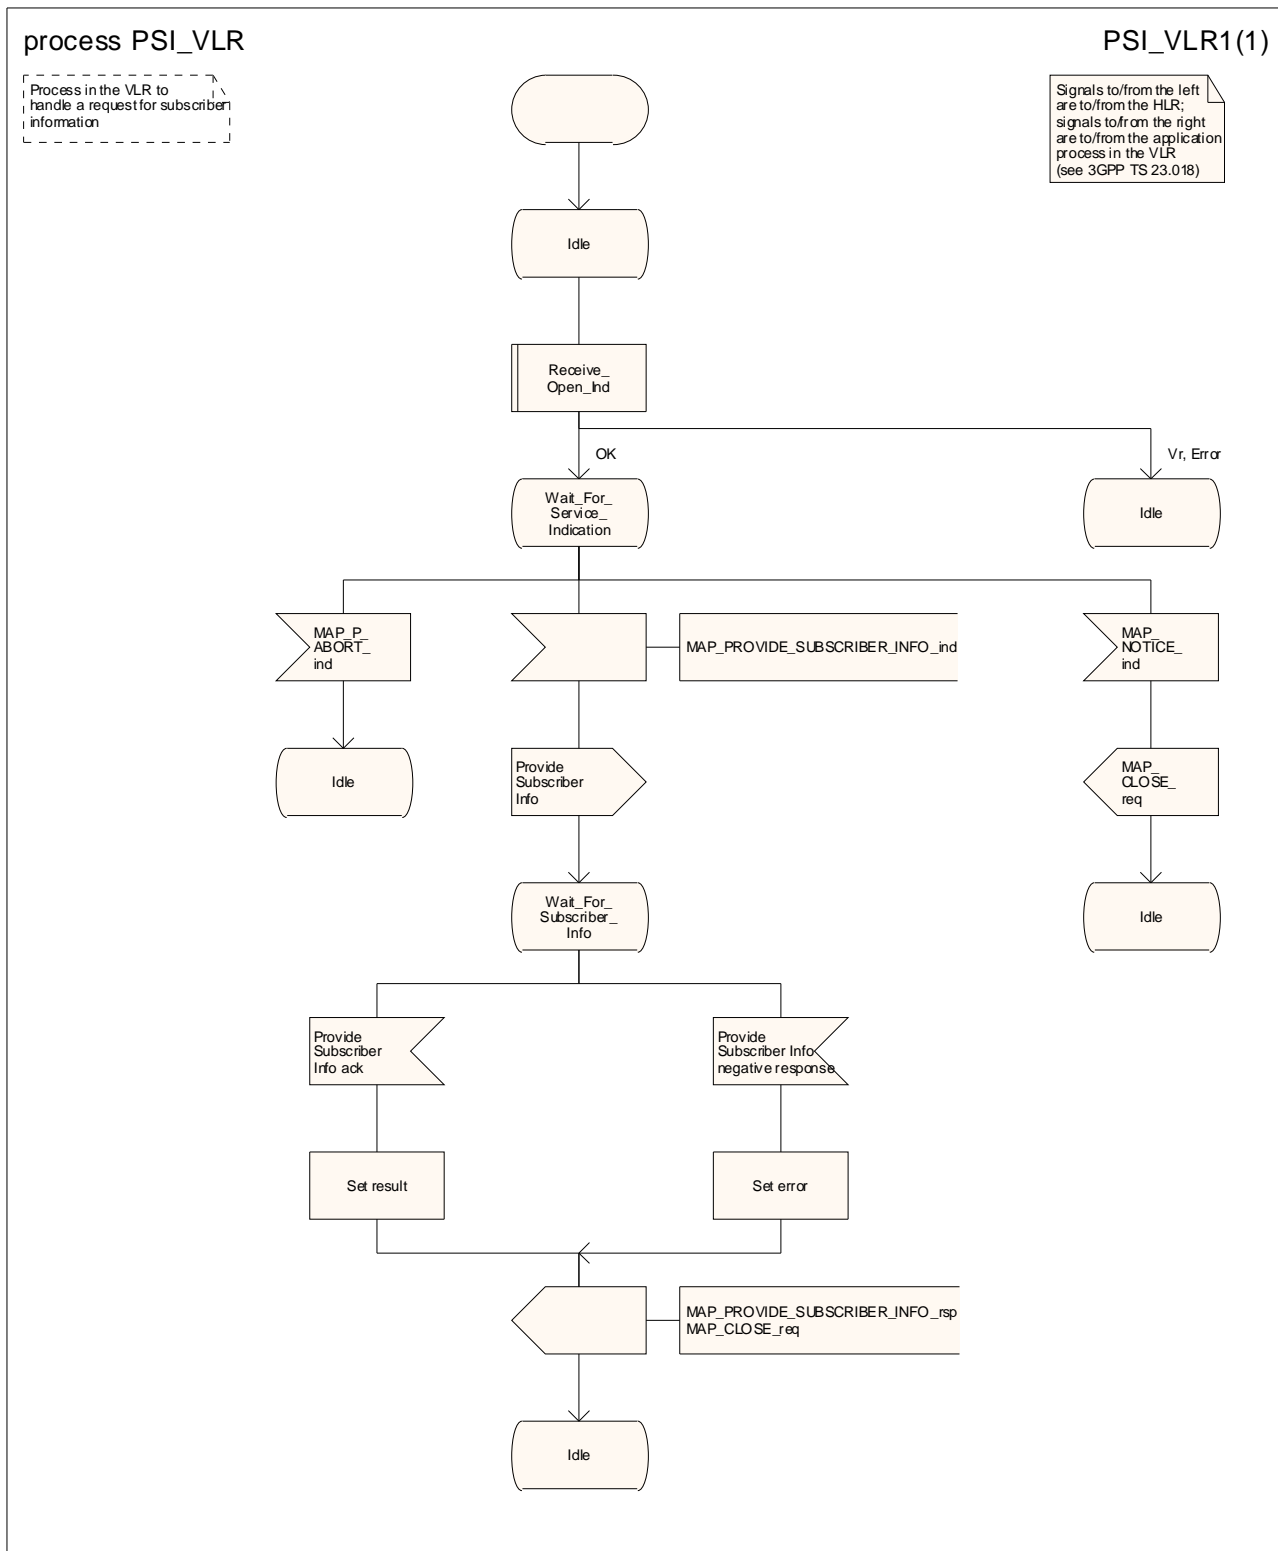 process PSI_VLR
PSI_VLR1(1)
Process in the VLR to
handle a request for subscriber
information
Signals to/from the left
are to/from the HLR;
signals to/from the right
are to/from the application
process in the VLR
(see 3GPP TS 23.018)
Idle
Receive_
Open_Ind
OK
Vr, Error
Wait_For_
Service_
Indication
Idle
MAP_P_
ABORT_
ind
MAP_PROVIDE_SUBSCRIBER_INFO_ind
MAP_
NOTICE_
ind
Idle
Provide
Subscriber
Info
MAP_
CLOSE_
req
Wait_For_
Subscriber_
Info
Idle
Provide
Subscriber
Info ack
Provide
Subscriber Info
negative response
Set result
Set error
MAP_PROVIDE_SUBSCRIBER_INFO_rsp
MAP_CLOSE_req
Idle